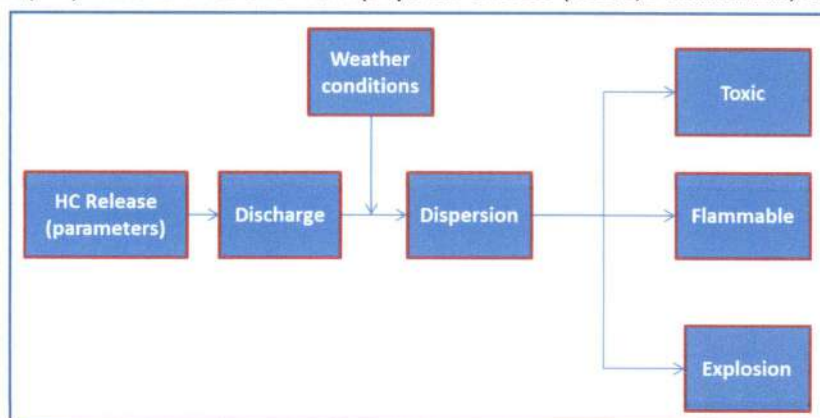 Weather
conditions
Toxic
HC Release
(parameters)
Discharge
Dispersion
Flammable
Explosion